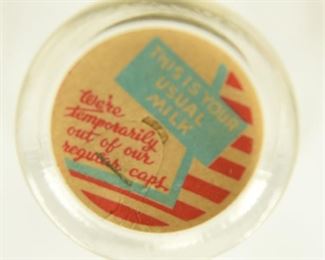 THIS IS YOUR
USUAL
MILK
We're
temporarily
out of our
regular caps.